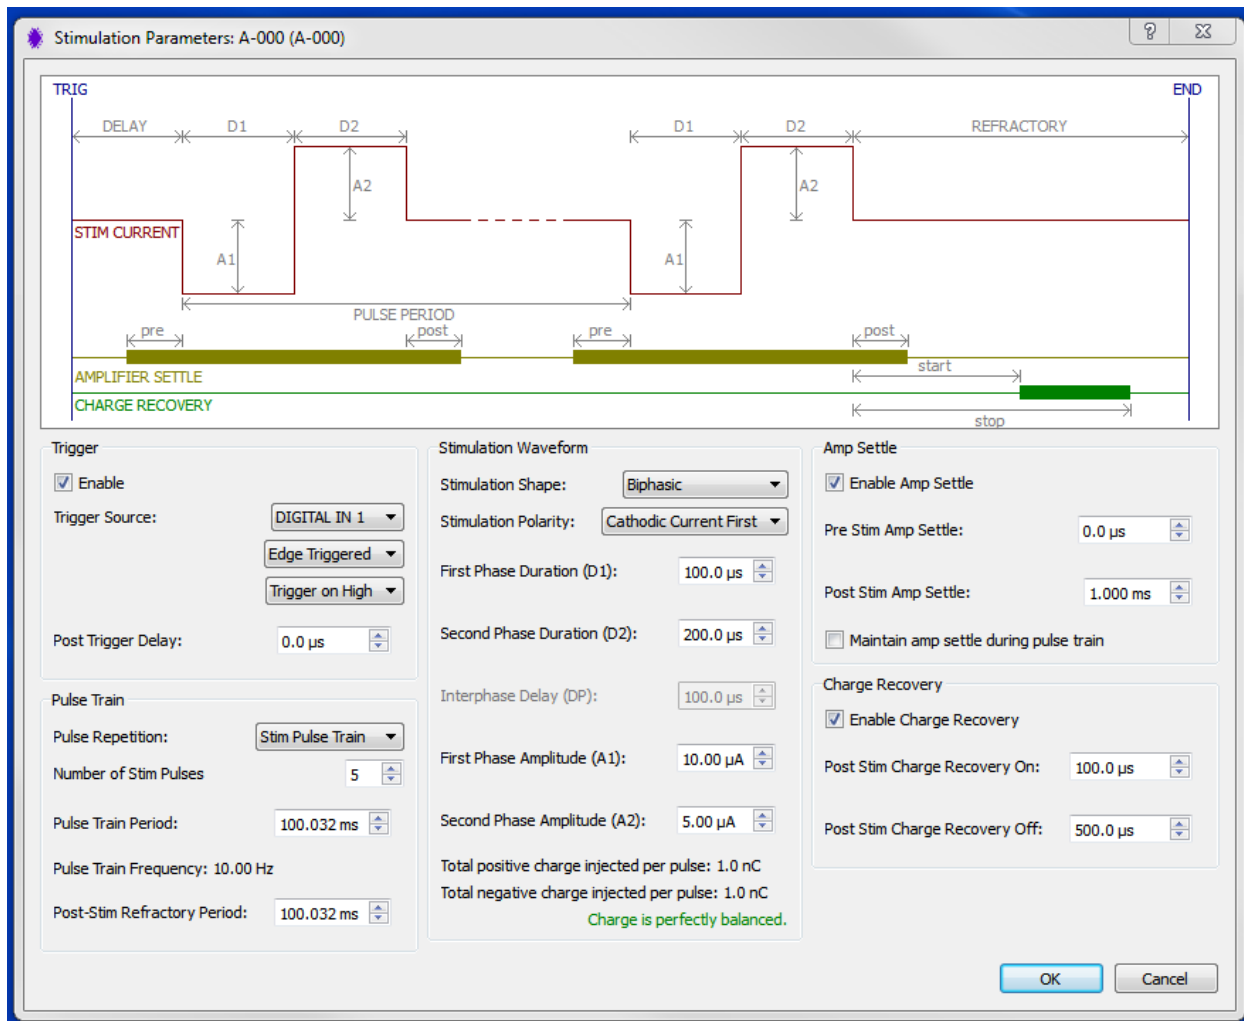 Stimulation Parameters: A-000 (A-000)
TRIG
END
DELAY
D1
D2
D1
D2
REFRACTORY
A2
A2
STIM CURRENT
A1
A1
PULSE PERIOD
pre
post
pre
post
AMPLIFIER SETTLE
start
CHARGE RECOVERY
stop
Trigger
Enable
Trigger Source:
DIGITAL IN 1
Edge Triggered
Trigger on High
Post Trigger Delay:
0.0 µs
Pulse Train
Pulse Repetition:
Stim Pulse Train
Number of Stim Pulses
5
Pulse Train Period:
100.032 ms
Pulse Train Frequency: 10.00 Hz
Post-Stim Refractory Period:
100.032 ms
Stimulation Waveform
Stimulation Shape:
Biphasic
Stimulation Polarity:
Cathodic Current First
First Phase Duration (D1):
100.0 µs
Second Phase Duration (D2):
200.0 µs
Interphase Delay (DP):
100.0 µs
First Phase Amplitude (A1):
10.00 µA
Second Phase Amplitude (A2):
5.00 µA
Total positive charge injected per pulse: 1.0 nC
Total negative charge injected per pulse: 1.0 nC
Charge is perfectly balanced.
Amp Settle
Enable Amp Settle
Pre Stim Amp Settle:
0.0 µs
Post Stim Amp Settle:
1.000 ms
Maintain amp settle during pulse train
Charge Recovery
Enable Charge Recovery
Post Stim Charge Recovery On:
100.0 µs
Post Stim Charge Recovery Off:
500.0 µs
OK
Cancel